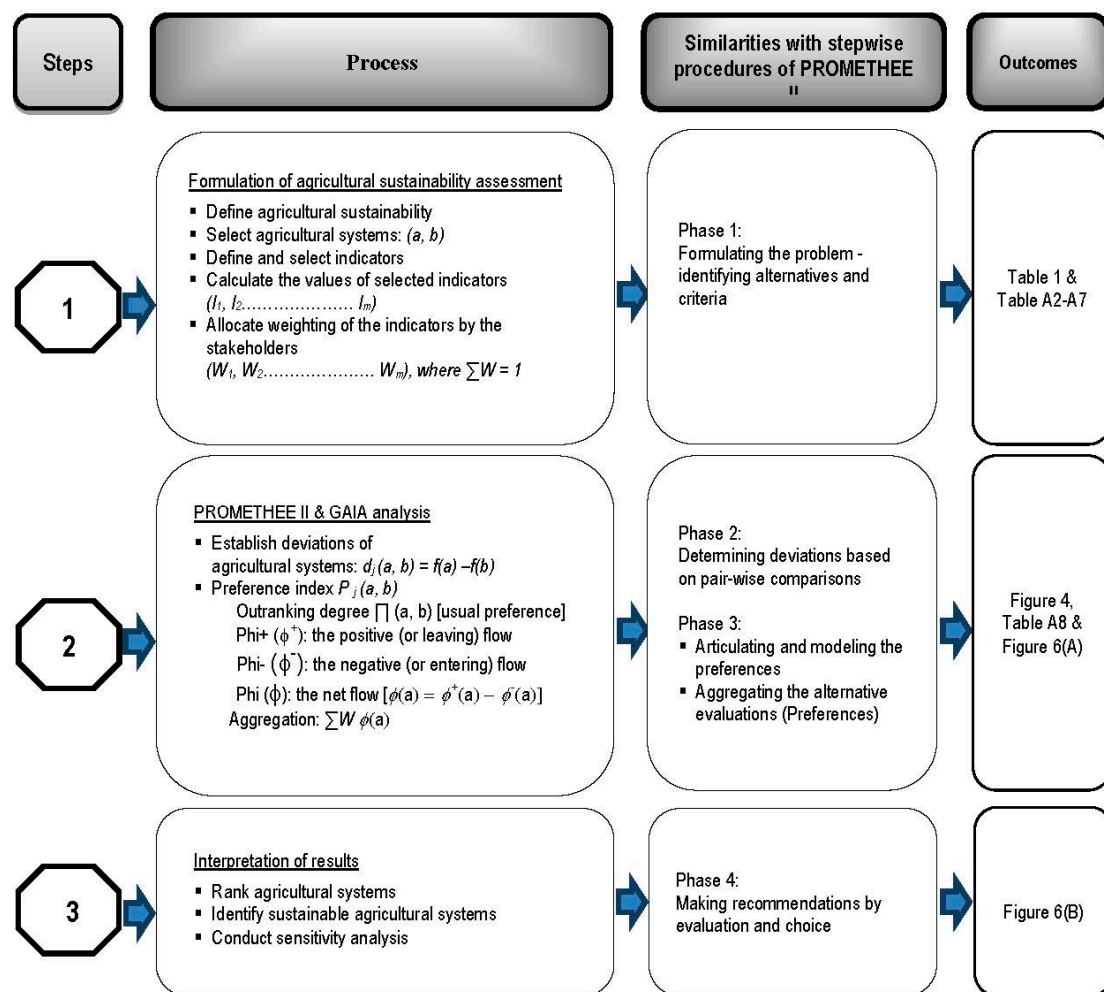 Steps
Process
Similarities with stepwise
procedures of PROMETHEE
II
Outcomes
1
Formulation of agricultural sustainability assessment
▪ Define agricultural sustainability
▪ Select agricultural systems: (a, b)
▪ Define and select indicators
▪ Calculate the values of selected indicators
(I₁, I₂..................... Iₘ)
▪ Allocate weighting of the indicators by the
stakeholders
(W₁, W₂..................... Wₘ), where ∑W = 1
Phase 1:
Formulating the problem -
identifying alternatives and
criteria
Table 1 &
Table A2-A7
2
PROMETHEE II & GAIA analysis
▪ Establish deviations of
agricultural systems: dⱼ (a, b) = f(a) –f(b)
▪ Preference index P ⱼ (a, b)
Outranking degree ∏ (a, b) [usual preference]
Phi+ (ϕ⁺): the positive (or leaving) flow
Phi- (ϕ⁻): the negative (or entering) flow
Phi (ϕ): the net flow [ϕ(a) = ϕ⁺(a) − ϕ⁻(a)]
Aggregation: ∑W ϕ(a)
Phase 2:
Determining deviations based
on pair-wise comparisons
Phase 3:
▪ Articulating and modeling the
preferences
▪ Aggregating the alternative
evaluations (Preferences)
Figure 4,
Table A8 &
Figure 6(A)
3
Interpretation of results
▪ Rank agricultural systems
▪ Identify sustainable agricultural systems
▪ Conduct sensitivity analysis
Phase 4:
Making recommendations by
evaluation and choice
Figure 6(B)